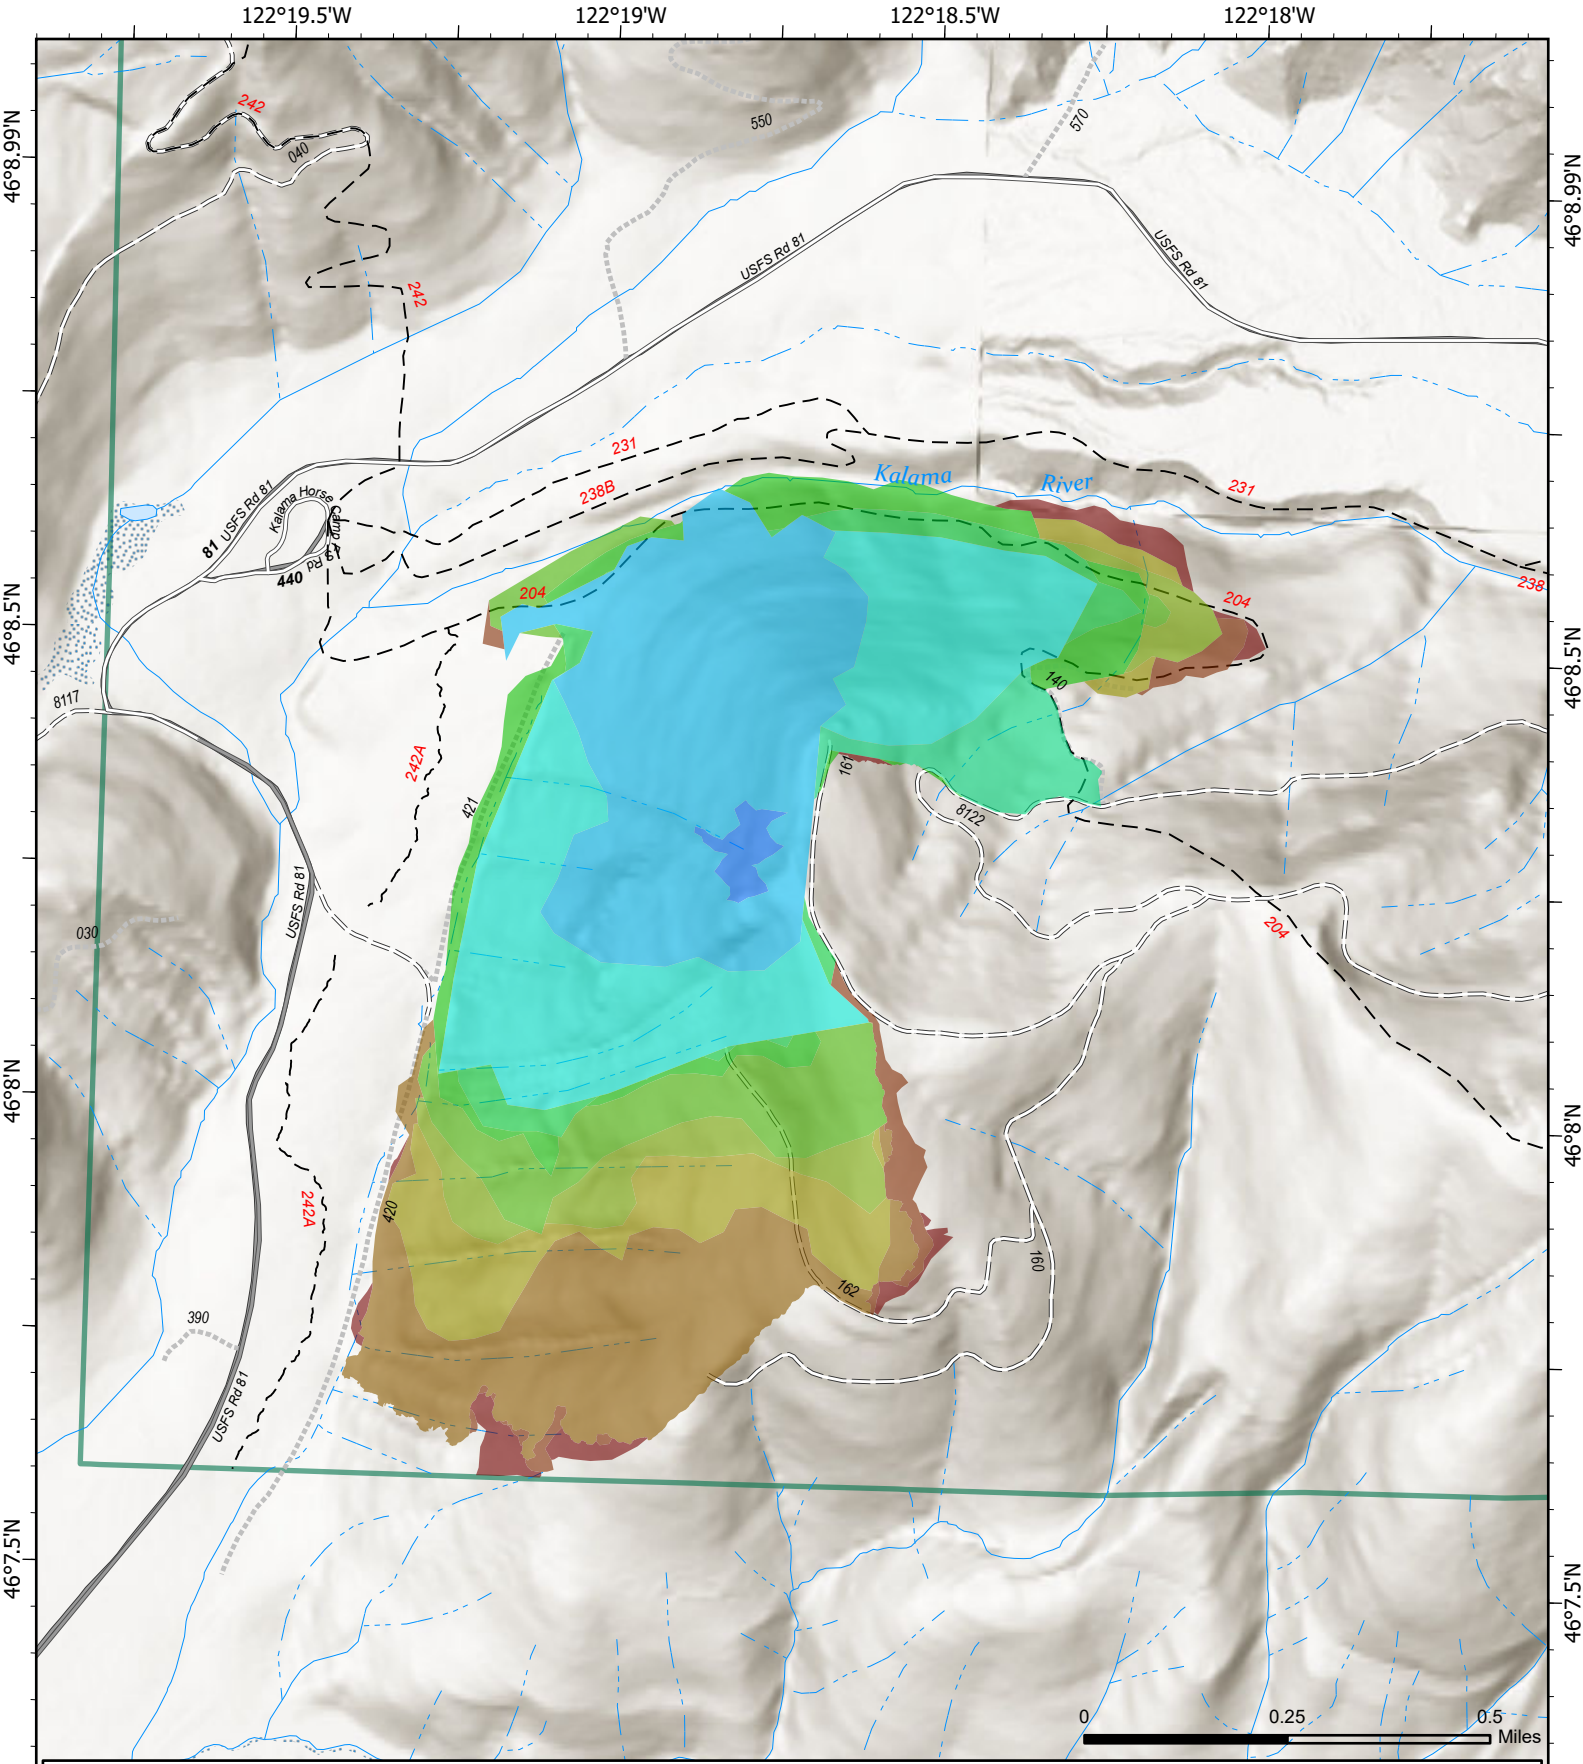 122°19.5'W
122°19'W
122°18.5'W
122°18'W
46°8.99'N
46°8.99'N
242
040
550
570
USFS Rd 81
USFS Rd 81
242
231
238B
Kalama
River
231
USFS Rd 81
Kalama Horse
Camp FS Rd
81
440
204
204
238
46°8.5'N
46°8.5'N
8117
140
242A
421
161
8122
USFS Rd 81
030
204
46°8'N
46°8'N
242A
420
160
162
390
USFS Rd 81
46°7.5'N
46°7.5'N
0
0.25
0.5
Miles